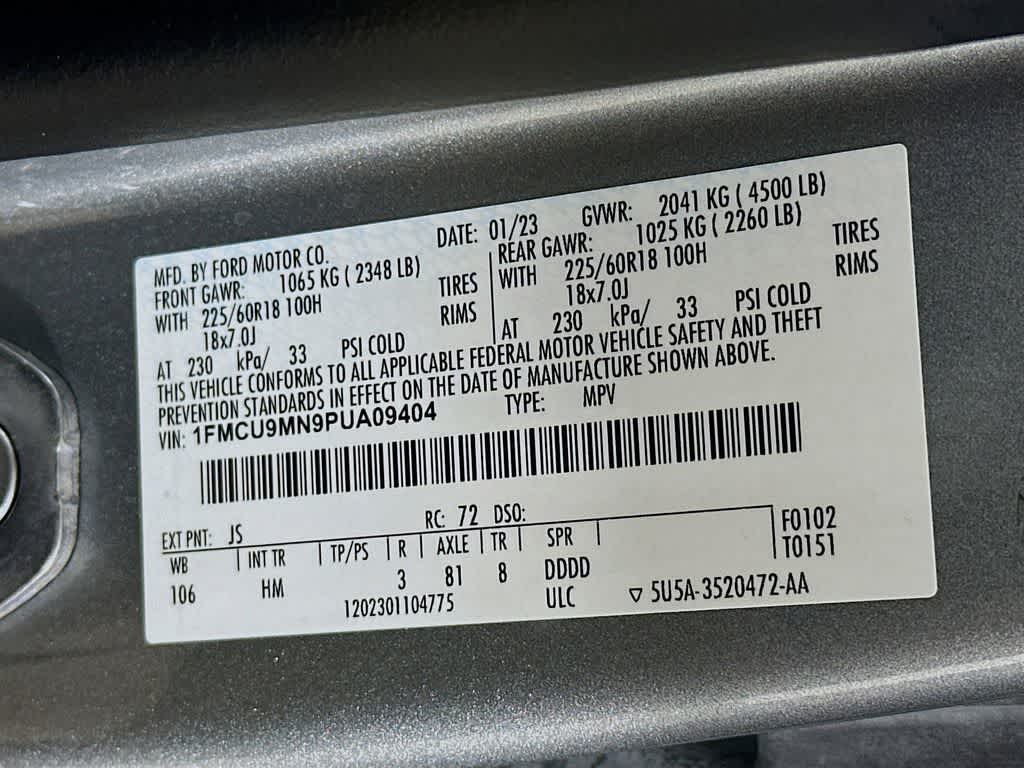 MFD. BY FORD MOTOR CO. DATE: 01/23 GVWR: 2041 KG ( 4500 LB)
FRONT GAWR: 1065 KG ( 2348 LB) REAR GAWR: 1025 KG ( 2260 LB)
WITH 225/60R18 100H TIRES WITH 225/60R18 100H TIRES
18x7.0J RIMS 18x7.0J RIMS
AT 230 kPa/ 33 PSI COLD AT 230 kPa/ 33 PSI COLD
THIS VEHICLE CONFORMS TO ALL APPLICABLE FEDERAL MOTOR VEHICLE SAFETY AND THEFT
PREVENTION STANDARDS IN EFFECT ON THE DATE OF MANUFACTURE SHOWN ABOVE.
VIN: 1FMCU9MN9PUA09404 TYPE: MPV
EXT PNT: JS RC: 72 DSO: F0102
WB INT TR TP/PS R AXLE TR SPR T0151
106 HM 3 81 8 DDDD
1202301104775 ULC ▽ 5U5A-3520472-AA